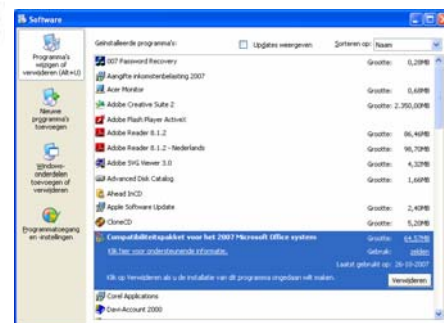 Software
Programma's wijzigen of verwijderen (Alt+U)
Nieuwe programma's toevoegen
Windows-onderdelen toevoegen of verwijderen
Programmatoegang en -instellingen
Geïnstalleerde programma's:
Updates weergeven
Sorteren op: Naam
007 Password Recovery Grootte: 0,28MB
Aangifte inkomstenbelasting 2007
Acer Monitor Grootte: 0,68MB
Adobe Creative Suite 2 Grootte: 2.350,00MB
Adobe Flash Player ActiveX
Adobe Reader 8.1.2 Grootte: 86,46MB
Adobe Reader 8.1.2 - Nederlands Grootte: 98,70MB
Adobe SVG Viewer 3.0 Grootte: 4,32MB
Advanced Disk Catalog Grootte: 1,66MB
Ahead InCD
Apple Software Update Grootte: 2,40MB
CloneCD Grootte: 5,20MB
Compatibiliteitspakket voor het 2007 Microsoft Office system Grootte: 64,57MB
Klik hier voor ondersteunende informatie. Gebruik: zelden
Laatst gebruikt op: 26-10-2007
Klik op Verwijderen als u de installatie van dit programma ongedaan wilt maken. Verwijderen
Corel Applications
Davi-Account 2000